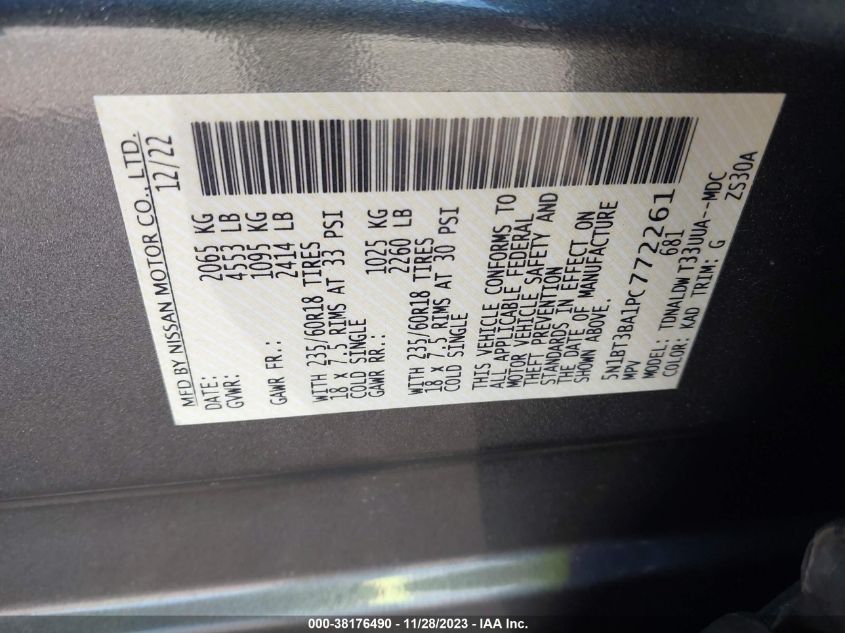 MFD BY NISSAN MOTOR CO., LTD.
DATE: 12/22
GVWR: 2065 KG
4553 LB
GAWR FR.: 1095 KG
2414 LB
WITH 235/60R18 TIRES
18 X 7.5 RIMS AT 33 PSI
COLD SINGLE
GAWR RR.: 1025 KG
2260 LB
WITH 235/60R18 TIRES
18 X 7.5 RIMS AT 30 PSI
COLD SINGLE
THIS VEHICLE CONFORMS TO
ALL APPLICABLE FEDERAL
MOTOR VEHICLE SAFETY AND
THEFT PREVENTION
STANDARDS IN EFFECT ON
THE DATE OF MANUFACTURE
SHOWN ABOVE.
5N1BT3BA1PC772261
MPV 681
MODEL: TDNALDWT33UUA--MDC
COLOR: KAD TRIM: G ZS30A
000-38176490 - 11/28/2023 - IAA Inc.